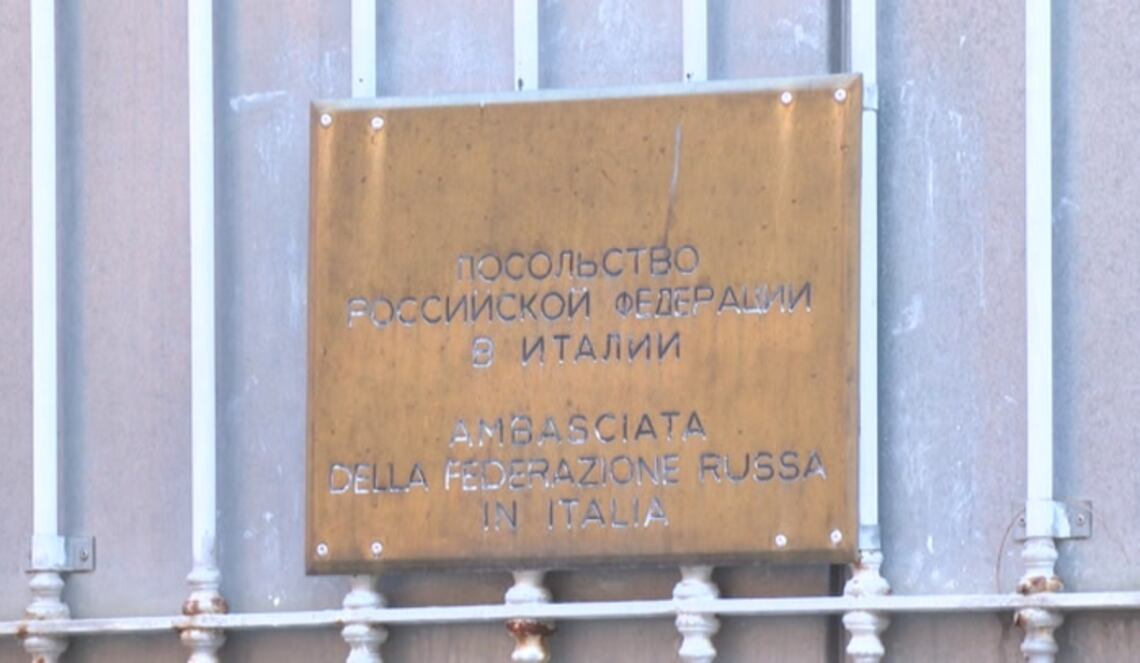 ПОСОЛЬСТВО
РОССИЙСКОЙ ФЕДЕРАЦИИ
В ИТАЛИИ
AMBASCIATA
DELLA FEDERAZIONE RUSSA
IN ITALIA